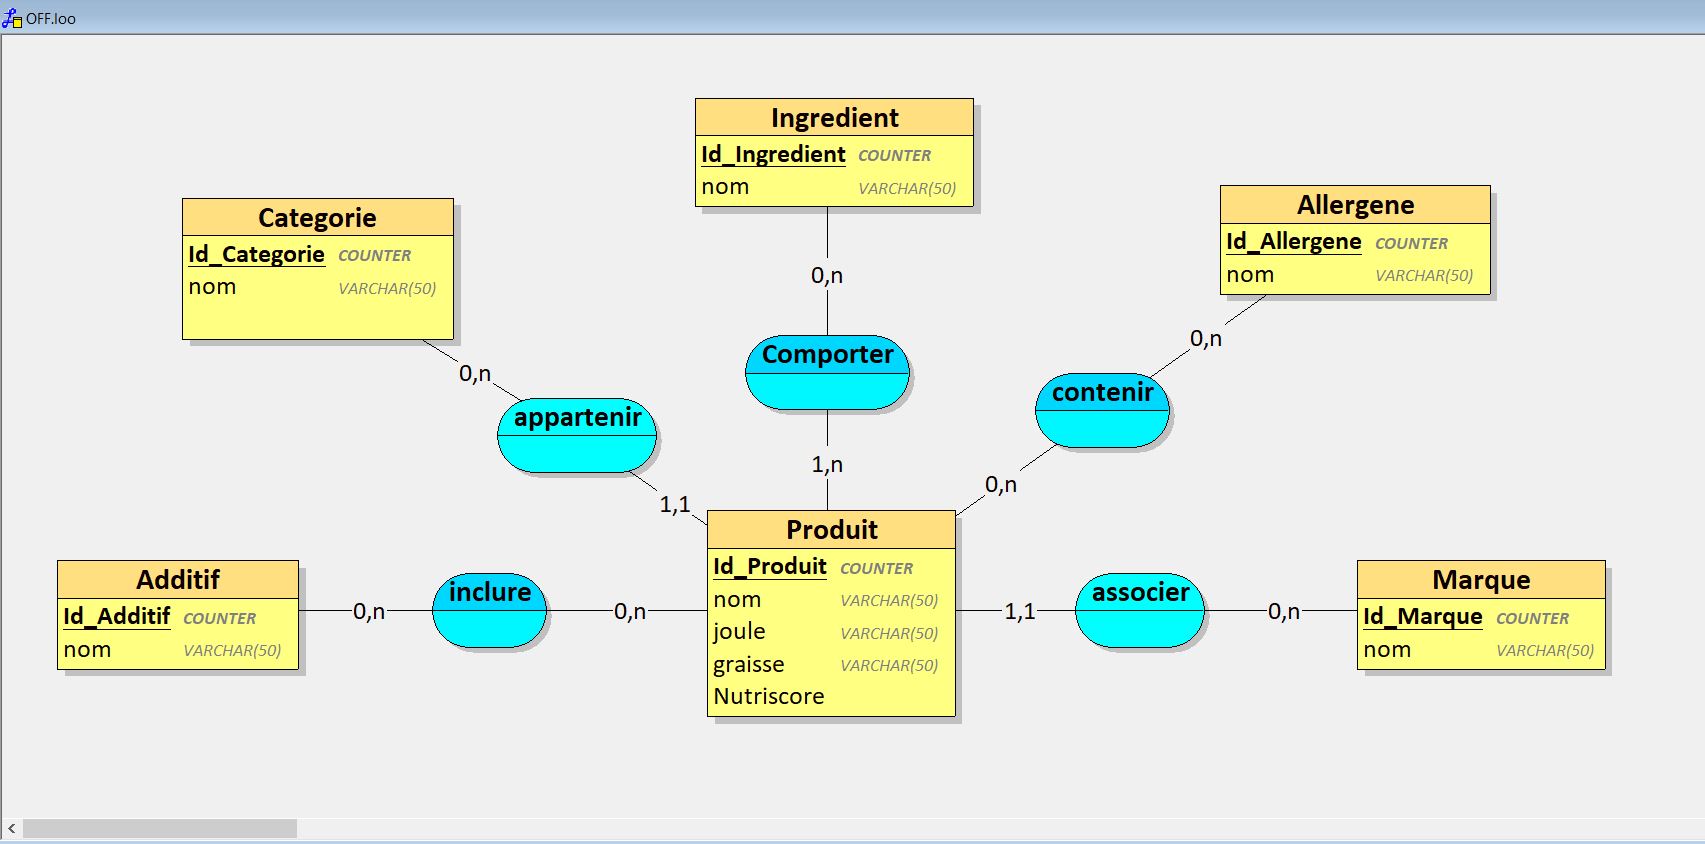 OFF.loo
Ingredient
Id_Ingredient COUNTER
nom VARCHAR(50)
Categorie
Id_Categorie COUNTER
nom VARCHAR(50)
Allergene
Id_Allergene COUNTER
nom VARCHAR(50)
0,n
0,n
0,n
Comporter
contenir
appartenir
1,n
0,n
1,1
Produit
Id_Produit COUNTER
nom VARCHAR(50)
joule VARCHAR(50)
graisse VARCHAR(50)
Nutriscore
Additif
Id_Additif COUNTER
nom VARCHAR(50)
0,n
inclure
0,n
1,1
associer
0,n
Marque
Id_Marque COUNTER
nom VARCHAR(50)